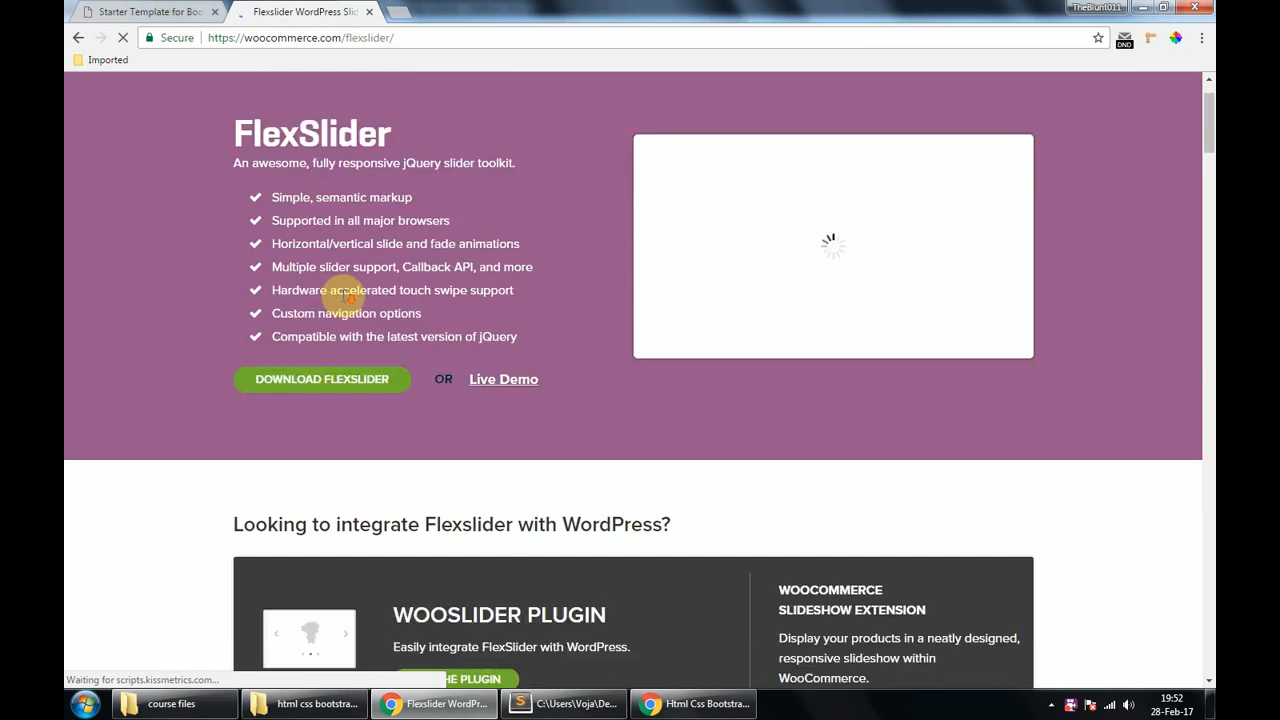 Starter Template for Boo
Flexslider WordPress Slid
TheBlunt011
Secure
https://woocommerce.com/flexslider/
DND
Imported
FlexSlider
An awesome, fully responsive jQuery slider toolkit.
Simple, semantic markup
Supported in all major browsers
Horizontal/vertical slide and fade animations
Multiple slider support, Callback API, and more
Hardware accelerated touch swipe support
Custom navigation options
Compatible with the latest version of jQuery
DOWNLOAD FLEXSLIDER
OR
Live Demo
Looking to integrate Flexslider with WordPress?
WOOSLIDER PLUGIN
Easily integrate FlexSlider with WordPress.
HE PLUGIN
WOOCOMMERCE
SLIDESHOW EXTENSION
Display your products in a neatly designed,
responsive slideshow within
WooCommerce.
Waiting for scripts.kissmetrics.com...
course files
html css bootstra...
Flexslider WordPr...
C:\Users\Voja\De...
Html Css Bootstra...
19:52
28-Feb-17